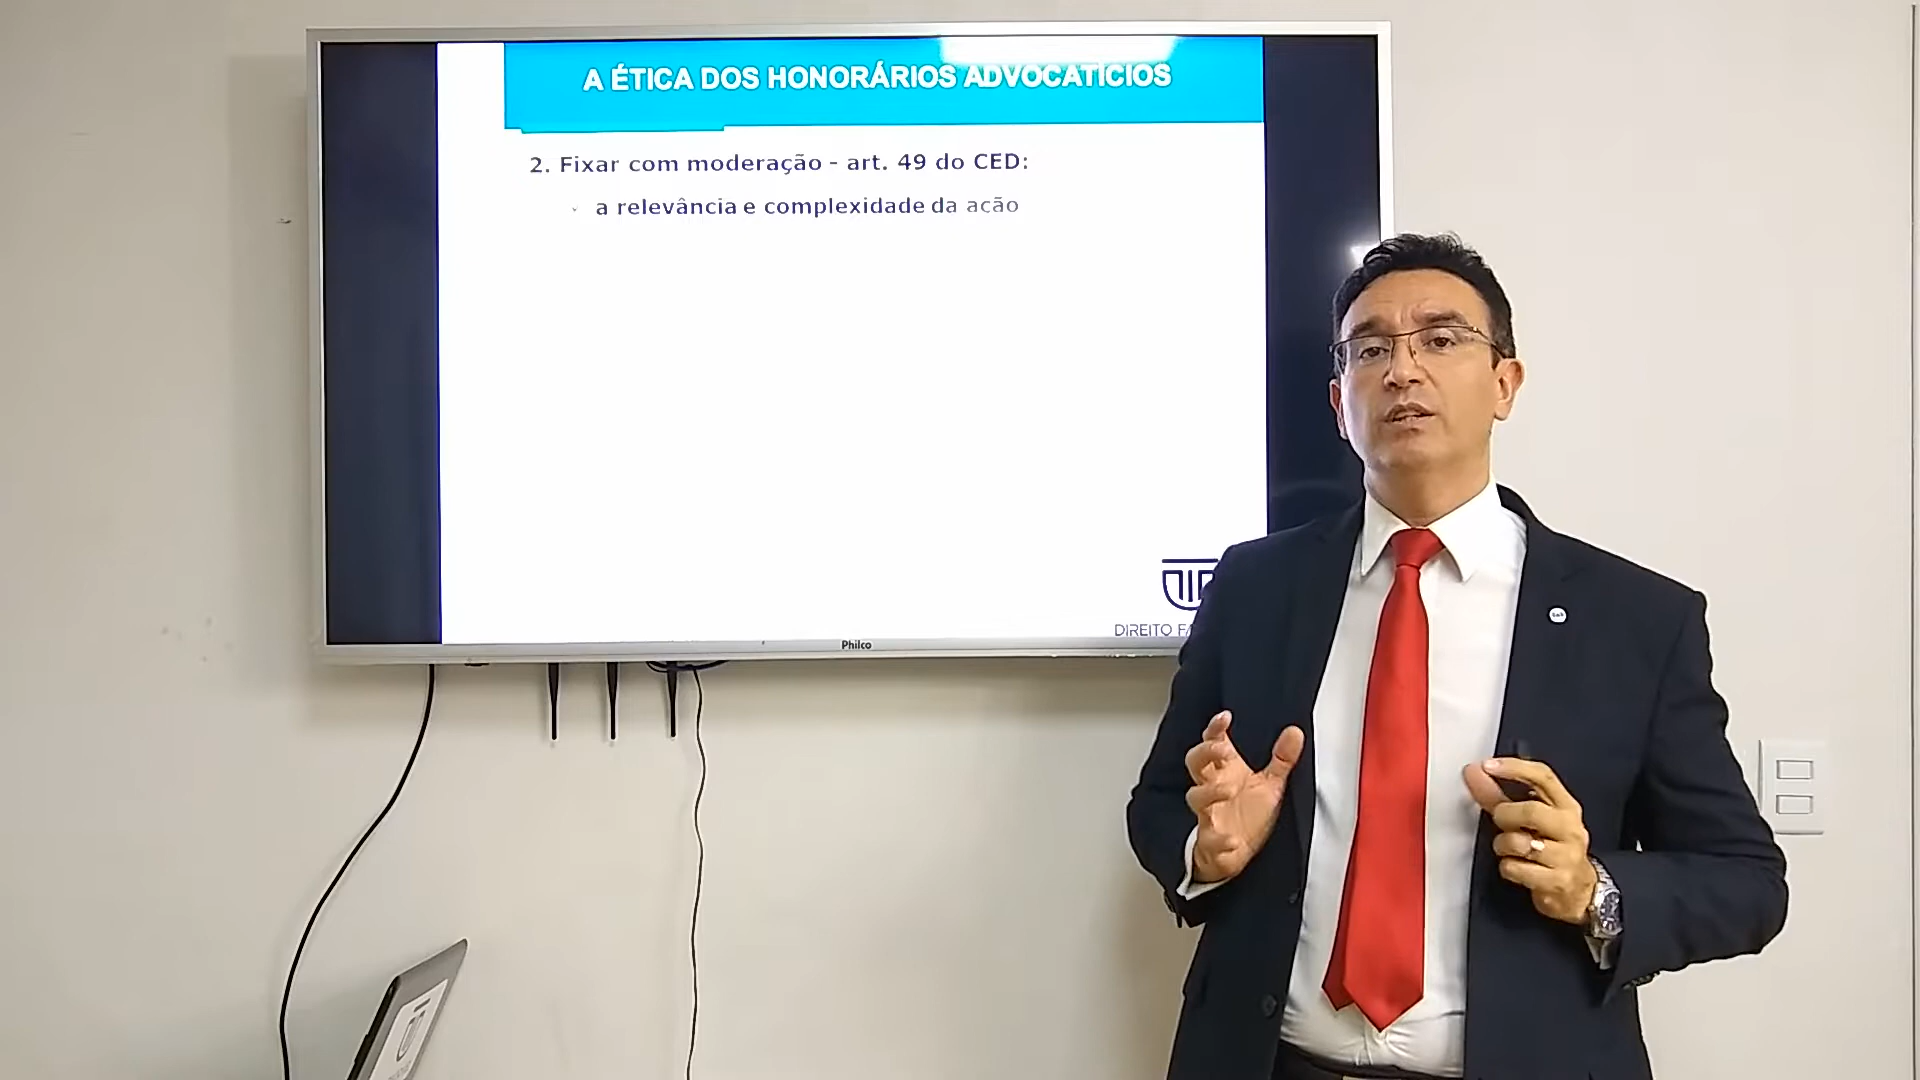 A ÉTICA DOS HONORÁRIOS ADVOCATÍCIOS
2. Fixar com moderação - art. 49 do CED:
a relevância e complexidade da acão
DIREITO
Philco